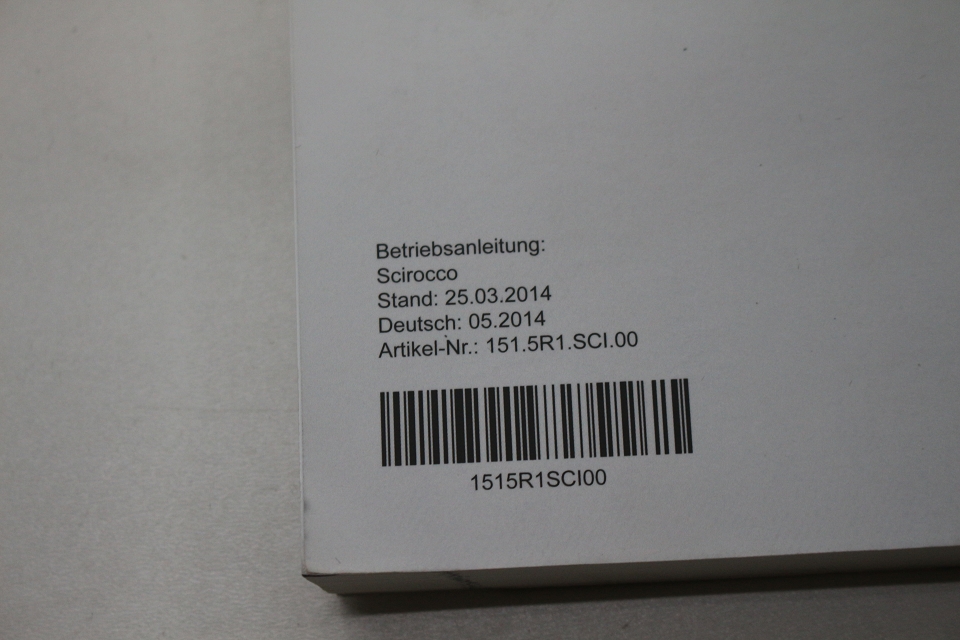 Betriebsanleitung:
Scirocco
Stand: 25.03.2014
Deutsch: 05.2014
Artikel-Nr.: 151.5R1.SCI.00
1515R1SCI00